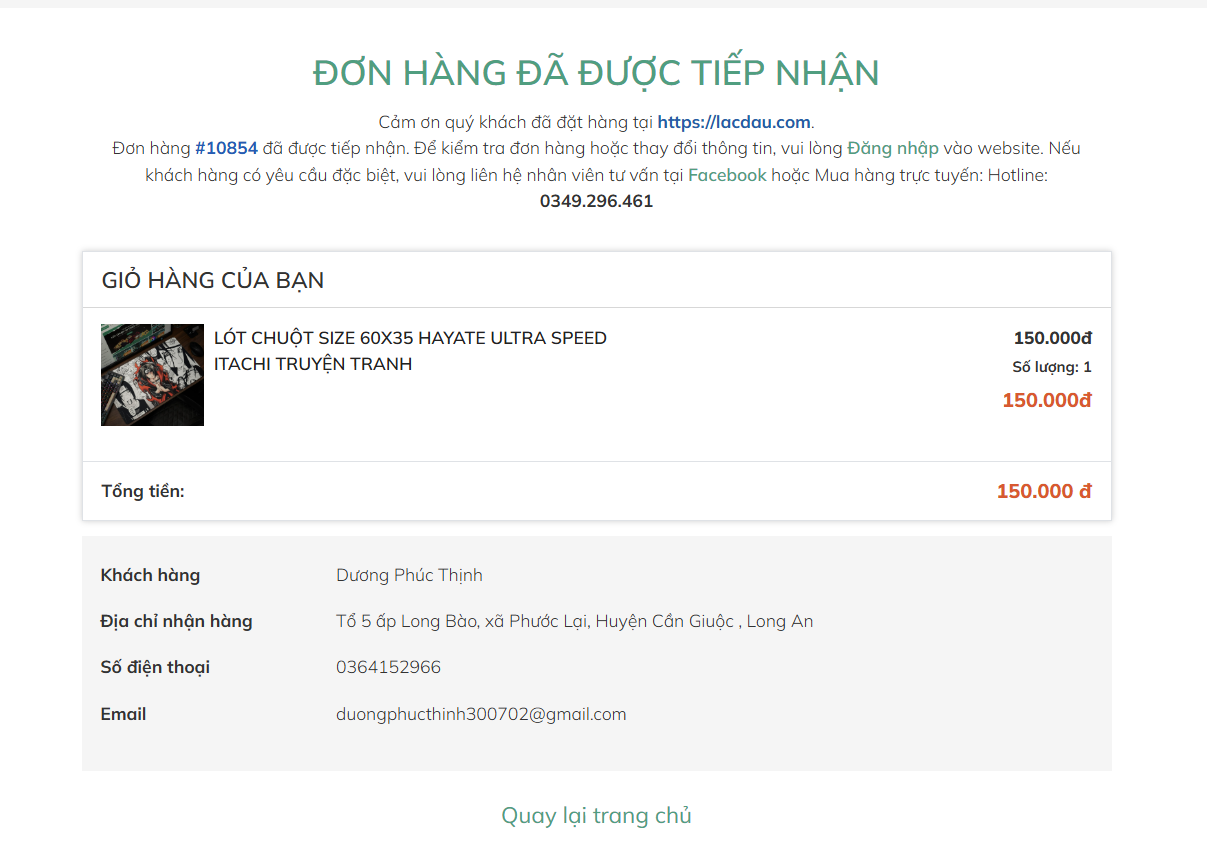 ĐƠN HÀNG ĐÃ ĐƯỢC TIẾP NHẬN
Cảm ơn quý khách đã đặt hàng tại https://lacdau.com.
Đơn hàng #10854 đã được tiếp nhận. Để kiểm tra đơn hàng hoặc thay đổi thông tin, vui lòng Đăng nhập vào website. Nếu
khách hàng có yêu cầu đặc biệt, vui lòng liên hệ nhân viên tư vấn tại Facebook hoặc Mua hàng trực tuyến: Hotline:
0349.296.461
GIỎ HÀNG CỦA BẠN
LÓT CHUỘT SIZE 60X35 HAYATE ULTRA SPEED
ITACHI TRUYỆN TRANH
150.000đ
Số lượng: 1
150.000đ
Tổng tiền: 150.000 đ
Khách hàng Dương Phúc Thịnh
Địa chỉ nhận hàng Tổ 5 ấp Long Bào, xã Phước Lại, Huyện Cần Giuộc , Long An
Số điện thoại 0364152966
Email duongphucthinh300702@gmail.com
Quay lại trang chủ